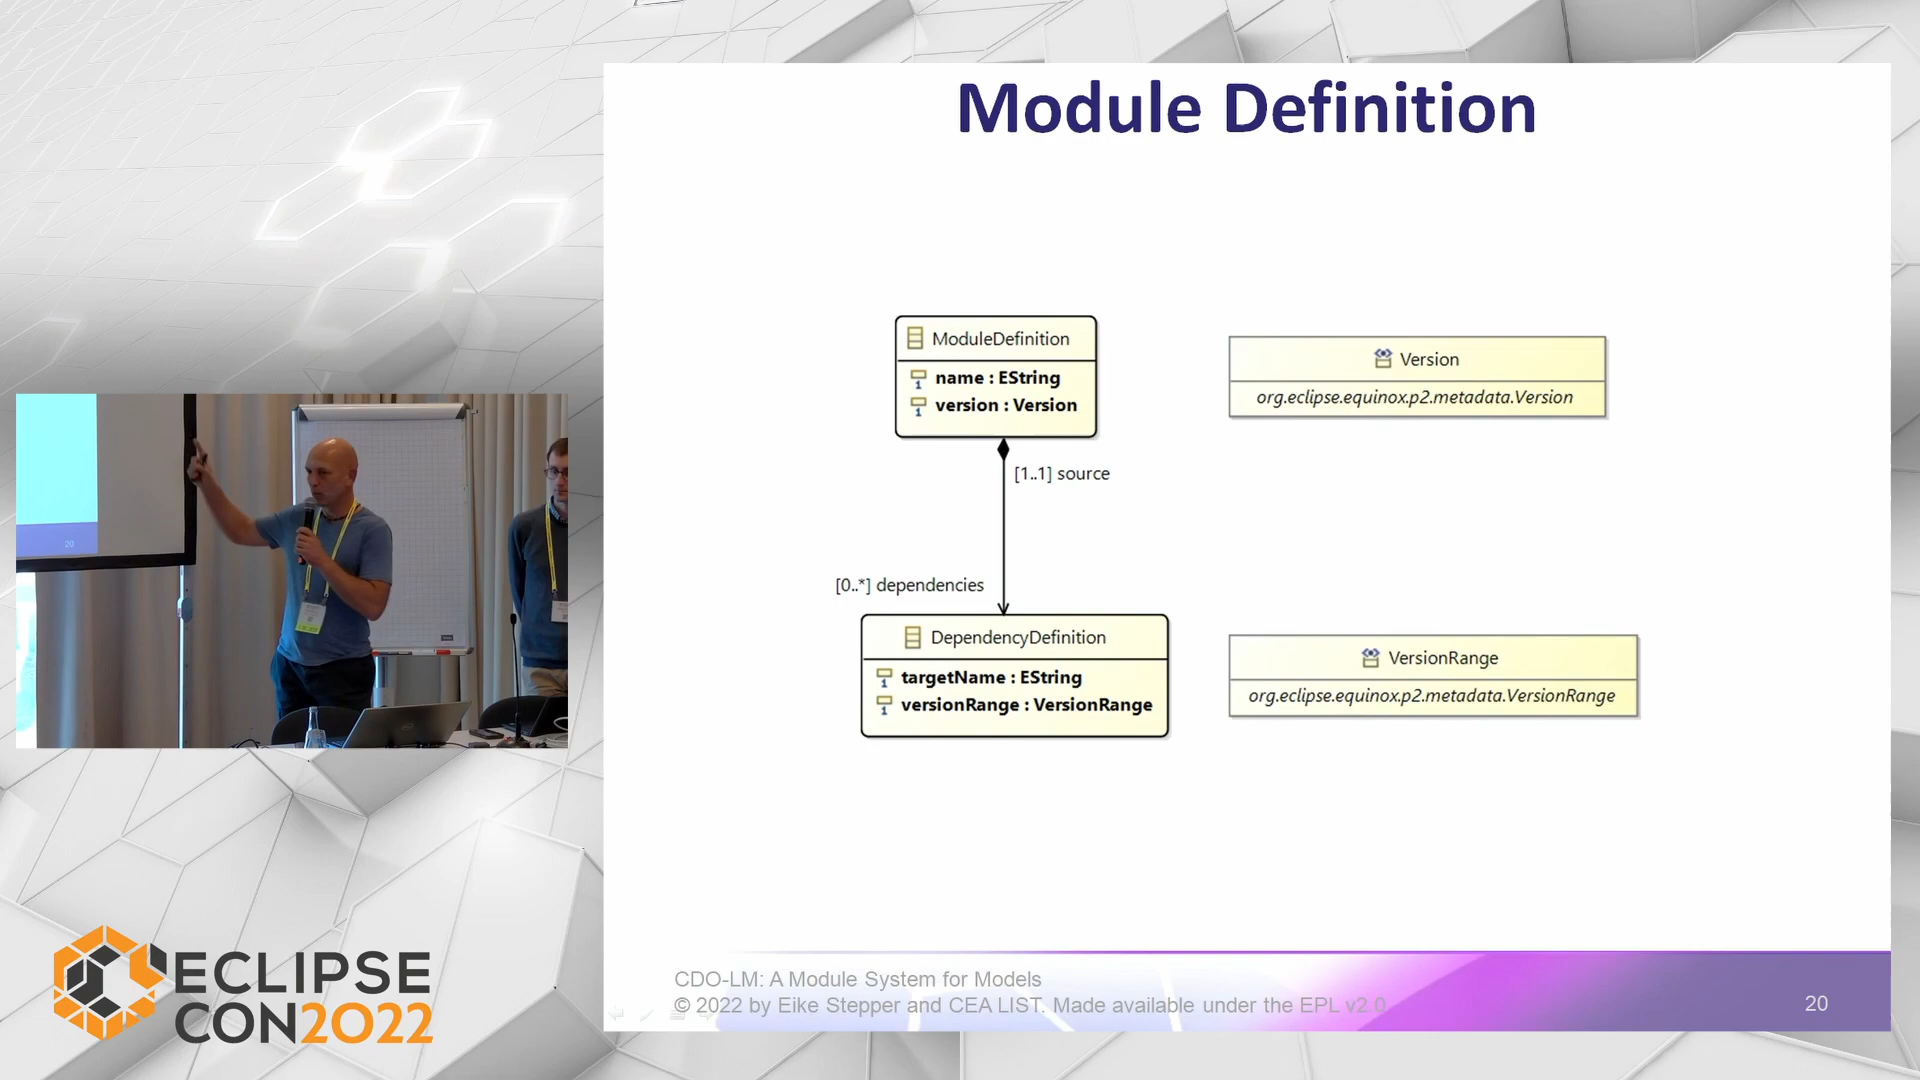 Module Definition
ModuleDefinition
name : EString
version : Version
Version
org.eclipse.equinox.p2.metadata.Version
[1..1] source
[0..*] dependencies
DependencyDefinition
targetName : EString
versionRange : VersionRange
VersionRange
org.eclipse.equinox.p2.metadata.VersionRange
20
ECLIPSE
CON2022
CDO-LM: A Module System for Models
© 2022 by Eike Stepper and CEA LIST. Made available under the EPL v2.0
20